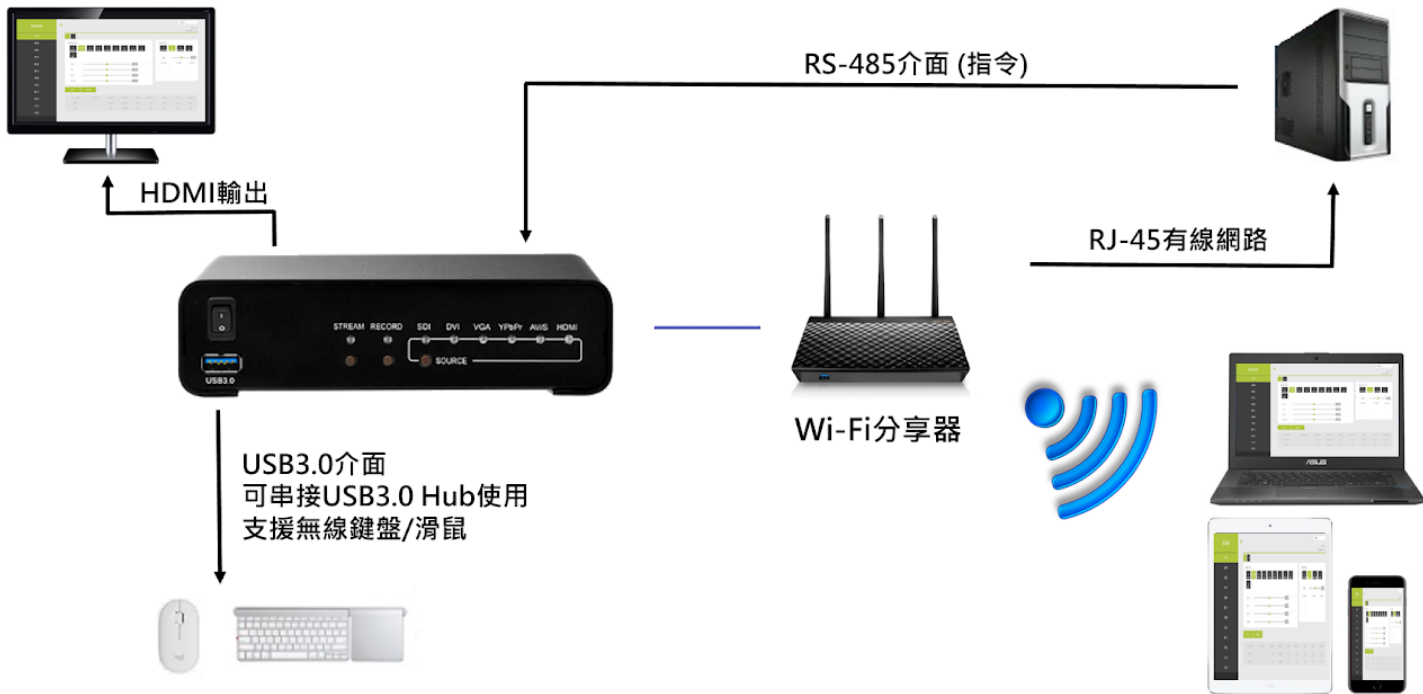 RS-485介面 (指令)
HDMI輸出
RJ-45有線網路
STREAM RECORD SDI DVI VGA YPbPr AV/S HDMI
SOURCE
USB3.0
Wi-Fi分享器
USB3.0介面
可串接USB3.0 Hub使用
支援無線鍵盤/滑鼠
ASUS